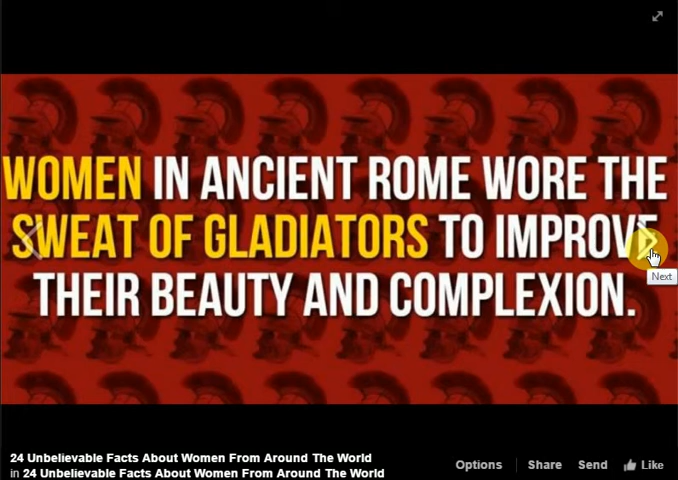 WOMEN IN ANCIENT ROME WORE THE
SWEAT OF GLADIATORS TO IMPROVE
THEIR BEAUTY AND COMPLEXION.
Next
24 Unbelievable Facts About Women From Around The World
in 24 Unbelievable Facts About Women From Around The World
Options Share Send Like